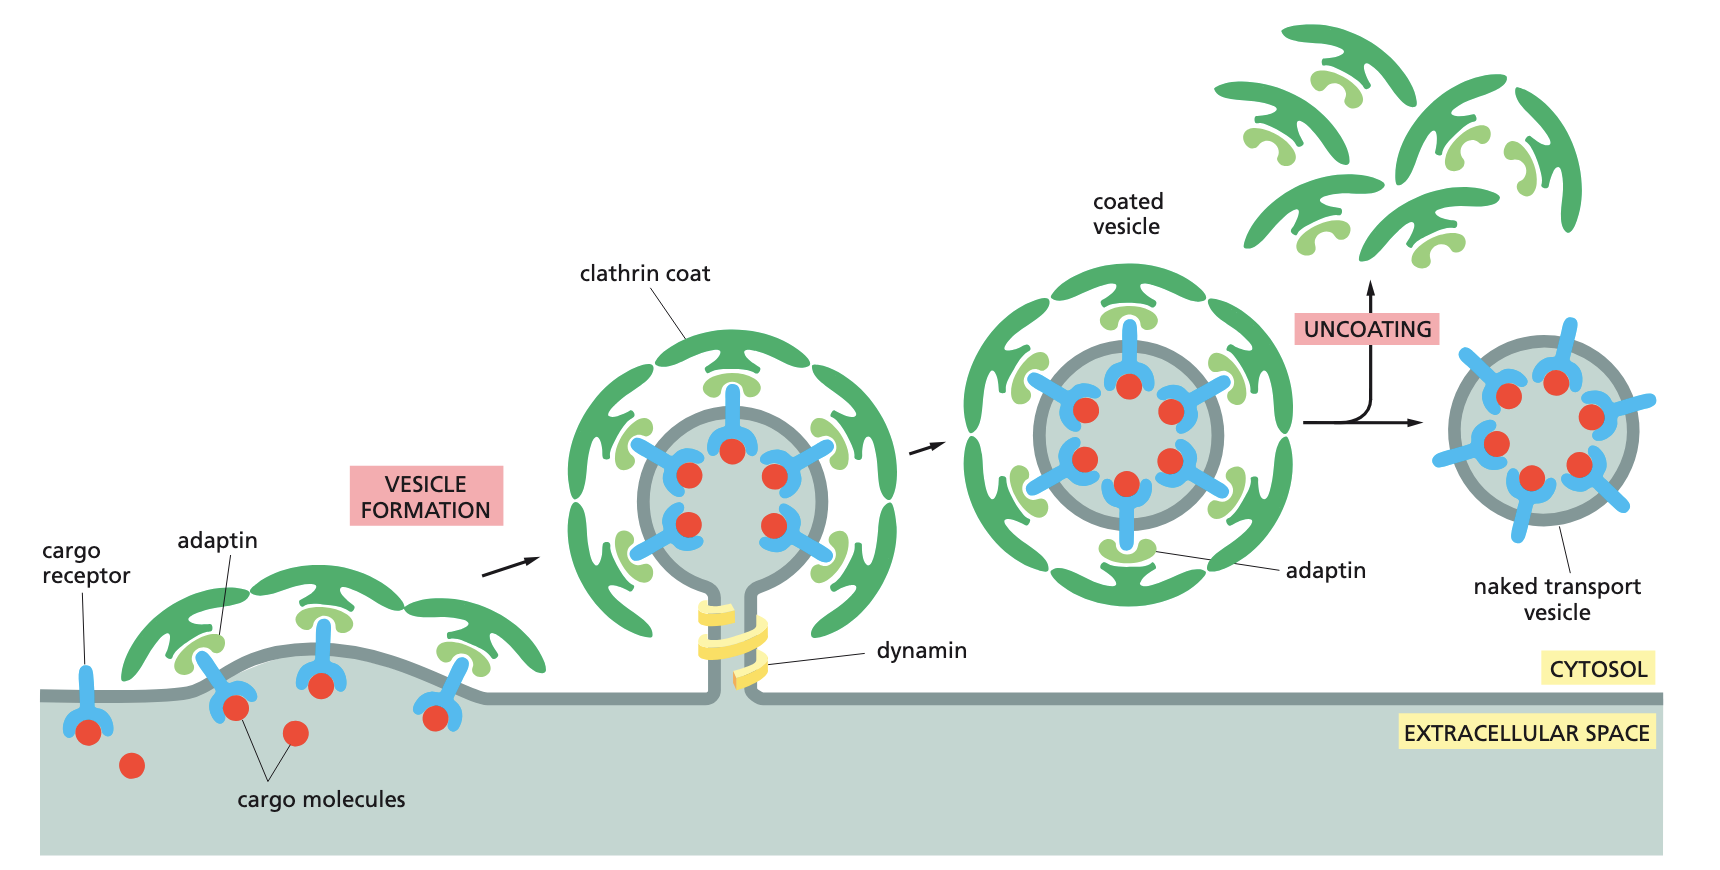 cargo
receptor
adaptin
VESICLE
FORMATION
cargo molecules
clathrin coat
dynamin
coated
vesicle
adaptin
UNCOATING
naked transport
vesicle
CYTOSOL
EXTRACELLULAR SPACE